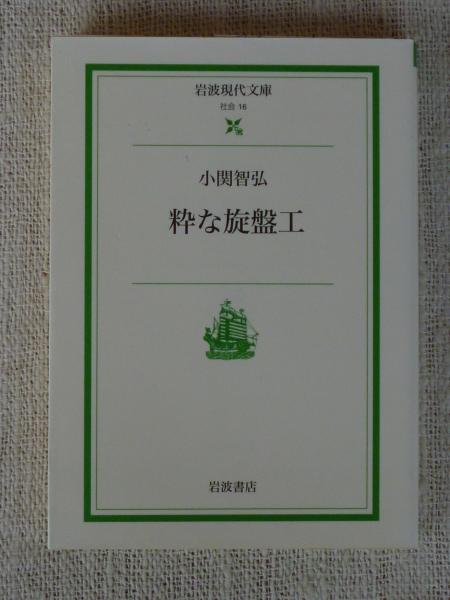 岩波現代文庫
社会 16
小関智弘
粋な旋盤工
岩波書店